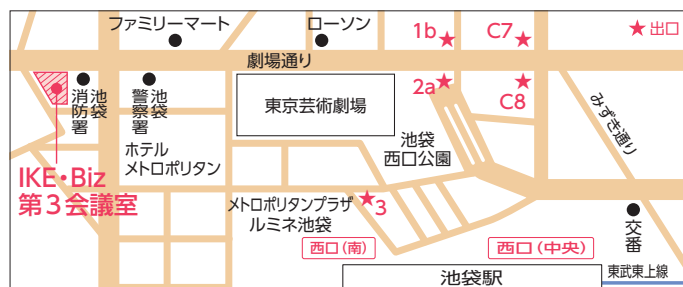 ファミリーマート
ローソン
1b
C7
出口
劇場通り
2a
C8
池袋
消防署
池袋
警察署
東京芸術劇場
みずき通り
池袋
西口公園
ホテル
メトロポリタン
IKE・Biz
第3会議室
メトロポリタンプラザ
ルミネ池袋
3
交番
西口(南)
西口(中央)
池袋駅
東武東上線